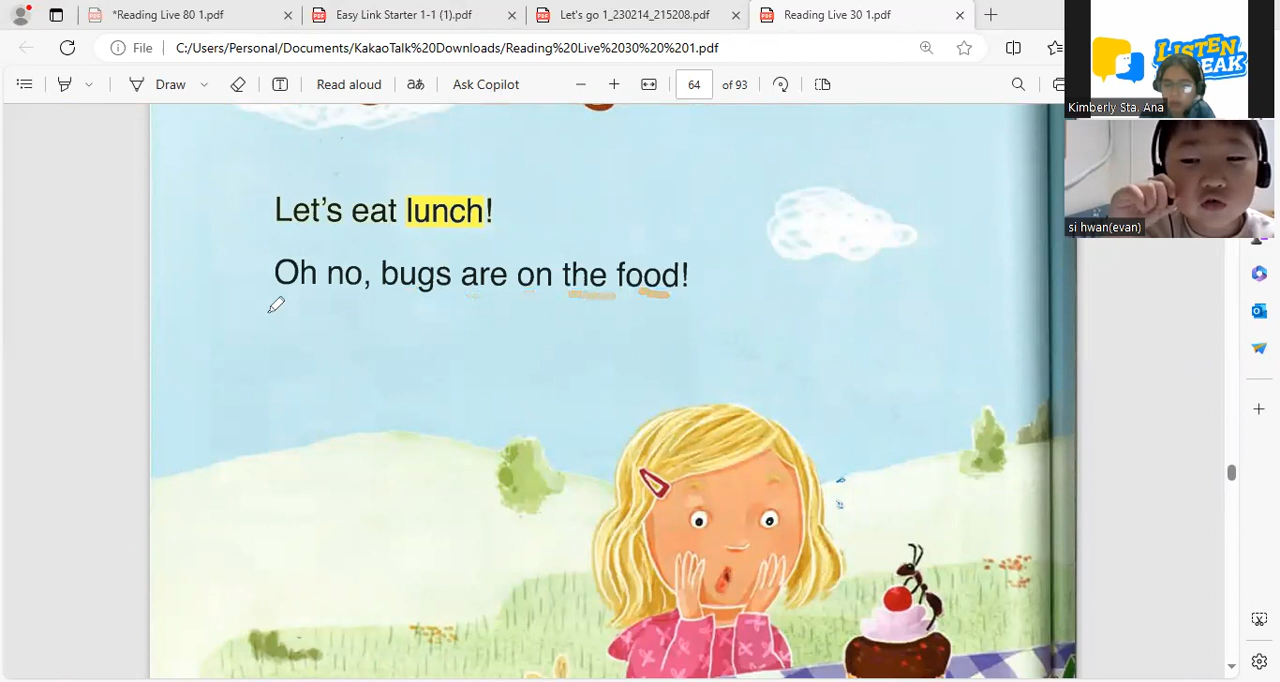 *Reading Live 80 1.pdf
Easy Link Starter 1-1 (1).pdf
Let's go 1_230214_215208.pdf
Reading Live 30 1.pdf
File
C:/Users/Personal/Documents/KakaoTalk%20Downloads/Reading%20Live%2030%20%201.pdf
Draw
Read aloud
aあ
Ask Copilot
64 of 93
LISTEN
Kimberly Sta. Ana
si hwan(evan)
Let's eat lunch!
Oh no, bugs are on the food!